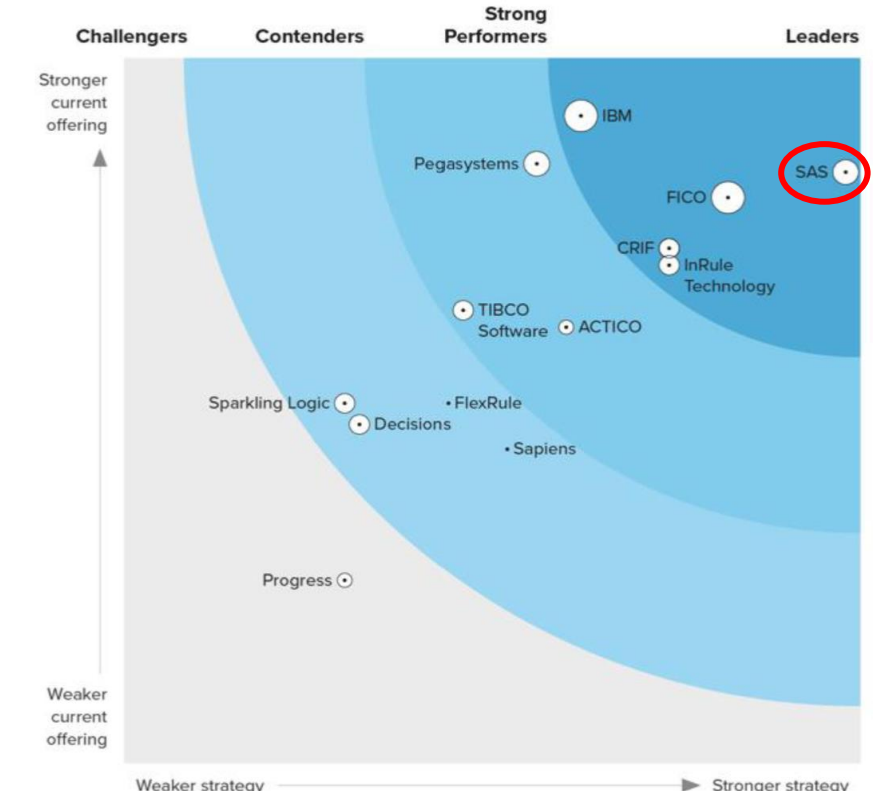 Strong
Challengers Contenders Performers Leaders
Stronger
current
offering
IBM
Pegasystems
SAS
FICO
CRIF
InRule
Technology
TIBCO
Software
ACTICO
Sparkling Logic
FlexRule
Decisions
Sapiens
Progress
Weaker
current
offering
Weaker strategy Stronger strategy